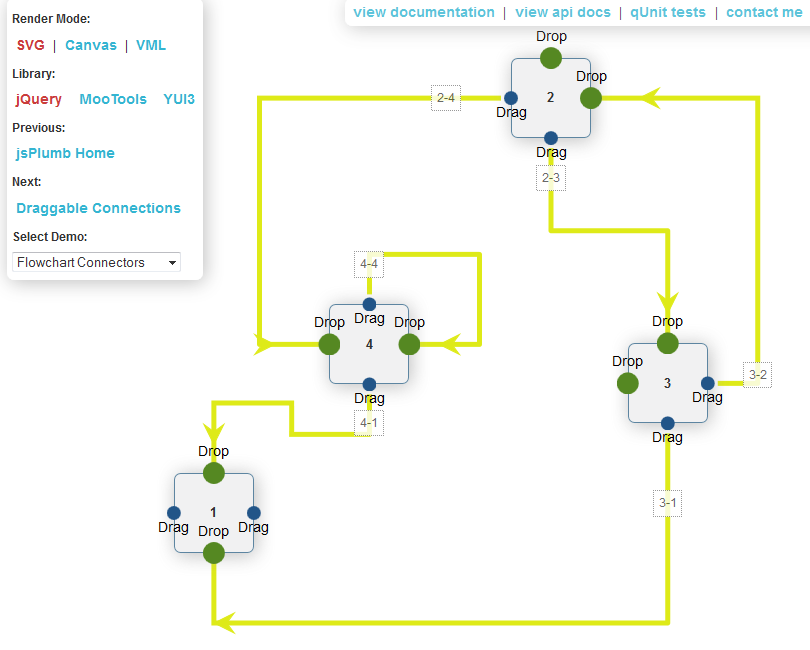 Render Mode:
SVG | Canvas | VML
Library:
jQuery MooTools YUI3
Previous:
jsPlumb Home
Next:
Draggable Connections
Select Demo:
Flowchart Connectors
view documentation | view api docs | qUnit tests | contact me
Drop
Drop
2-4
2
Drag
Drag
2-3
4-4
Drop
Drag
Drop
4
Drag
4-1
Drop
Drop
3
3-2
Drag
Drag
3-1
Drop
1
Drag
Drop
Drag